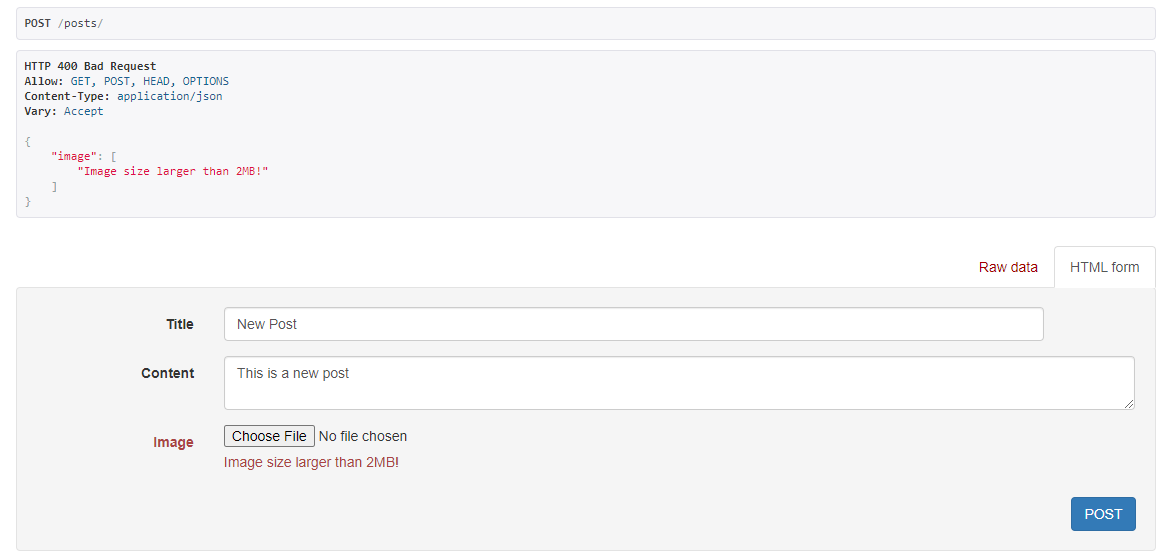 POST /posts/
HTTP 400 Bad Request
Allow: GET, POST, HEAD, OPTIONS
Content-Type: application/json
Vary: Accept
{
"image": [
"Image size larger than 2MB!"
]
}
Raw data
HTML form
Title
New Post
Content
This is a new post
Image
Choose File No file chosen
Image size larger than 2MB!
POST